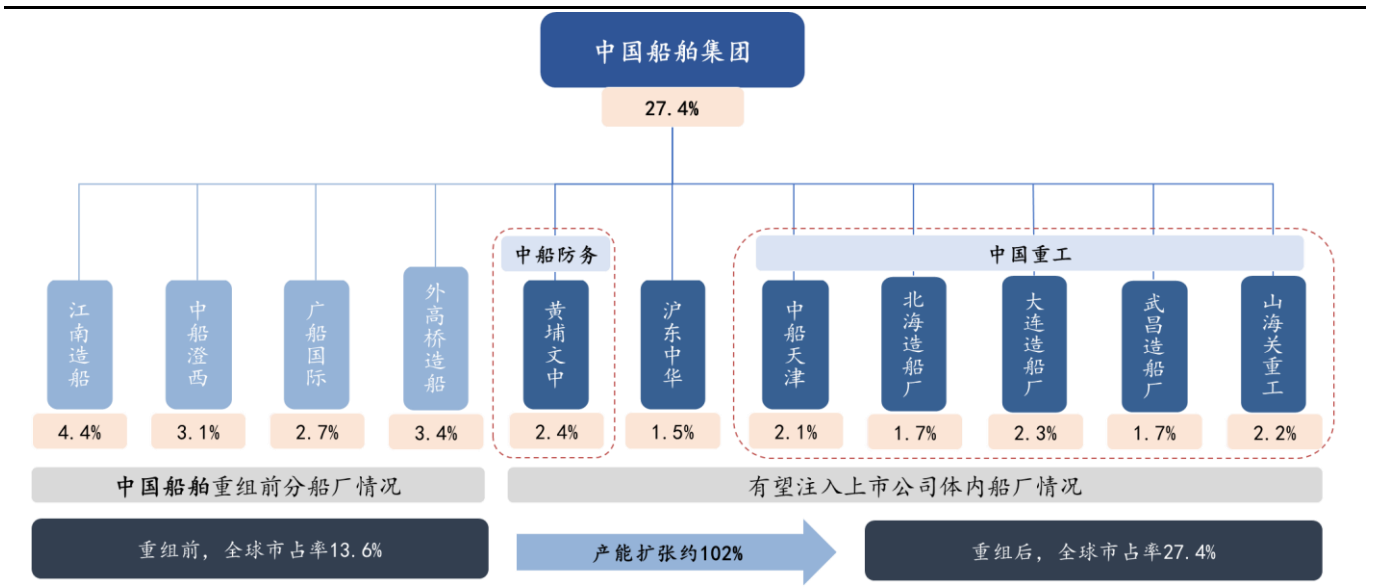 中国船舶集团
27.4%
中船防务
中国重工
江南造船
中船澄西
广船国际
外高桥造船
黄埔文中
沪东中华
中船天津
北海造船厂
大连造船厂
武昌造船厂
山海关重工
4.4%
3.1%
2.7%
3.4%
2.4%
1.5%
2.1%
1.7%
2.3%
1.7%
2.2%
中国船舶重组前分船厂情况
有望注入上市公司体内船厂情况
重组前，全球市占率13.6%
产能扩张约102%
重组后，全球市占率27.4%